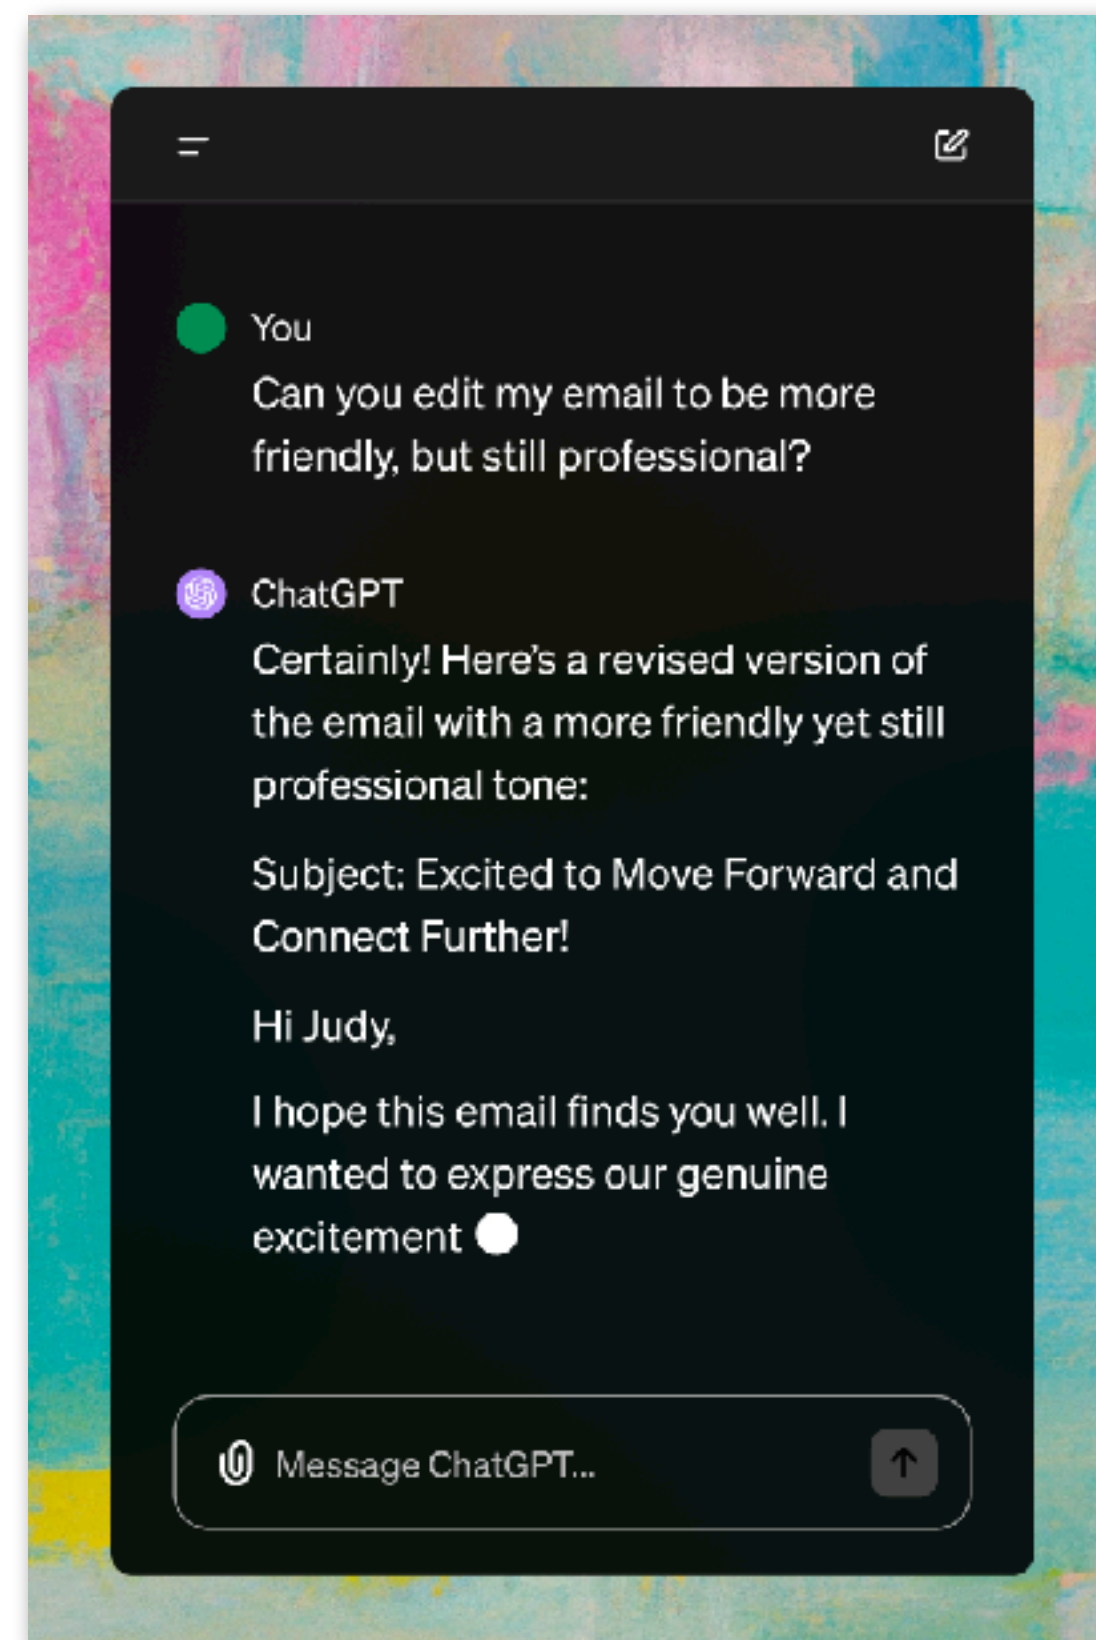 You
Can you edit my email to be more
friendly, but still professional?
ChatGPT
Certainly! Here’s a revised version of
the email with a more friendly yet still
professional tone:
Subject: Excited to Move Forward and
Connect Further!
Hi Judy,
I hope this email finds you well. I
wanted to express our genuine
excitement
Message ChatGPT...